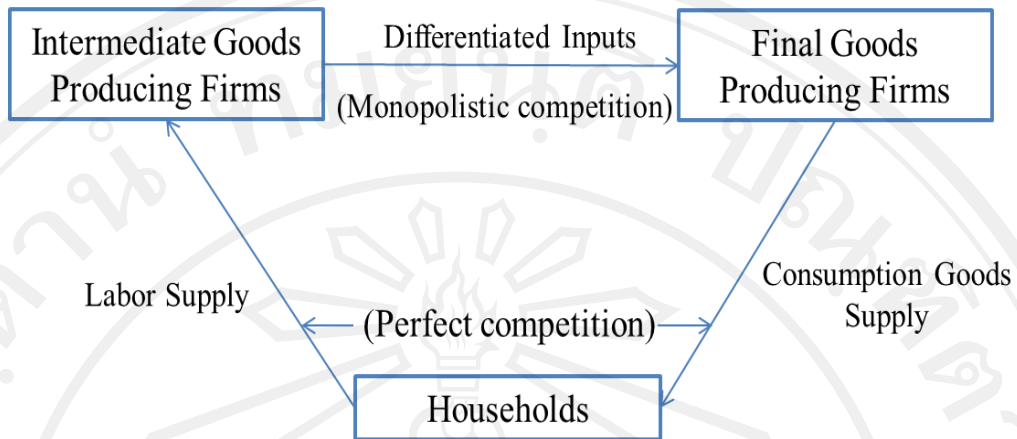 Intermediate Goods
Producing Firms
Differentiated Inputs
(Monopolistic competition)
Final Goods
Producing Firms
Labor Supply
(Perfect competition)
Consumption Goods
Supply
Households